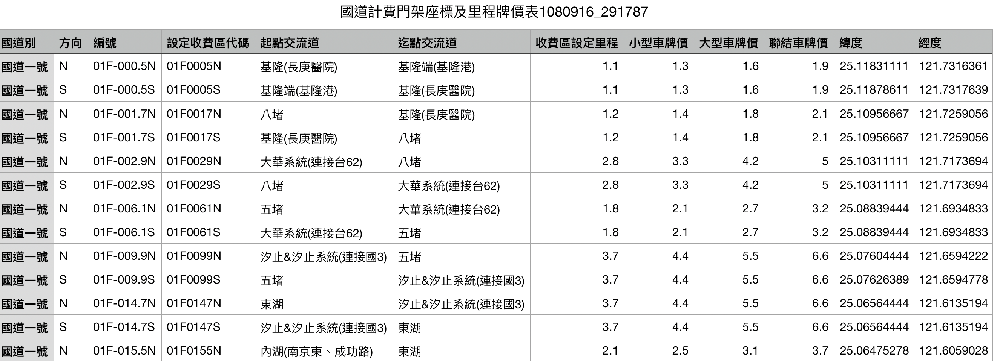 國道計費門架座標及里程牌價表1080916_291787
國道別 方向 編號 設定收費區代碼 起點交流道 迄點交流道 收費區設定里程 小型車牌價 大型車牌價 聯結車牌價 緯度 經度
國道一號 N 01F-000.5N 01F0005N 基隆(長庚醫院) 基隆端(基隆港) 1.1 1.3 1.6 1.9 25.11831111 121.7316361
國道一號 S 01F-000.5S 01F0005S 基隆端(基隆港) 基隆(長庚醫院) 1.1 1.3 1.6 1.9 25.11878611 121.7317639
國道一號 N 01F-001.7N 01F0017N 八堵 基隆(長庚醫院) 1.2 1.4 1.8 2.1 25.10956667 121.7259056
國道一號 S 01F-001.7S 01F0017S 基隆(長庚醫院) 八堵 1.2 1.4 1.8 2.1 25.10956667 121.7259056
國道一號 N 01F-002.9N 01F0029N 大華系統(連接台62) 八堵 2.8 3.3 4.2 5 25.10311111 121.7173694
國道一號 S 01F-002.9S 01F0029S 八堵 大華系統(連接台62) 2.8 3.3 4.2 5 25.10311111 121.7173694
國道一號 N 01F-006.1N 01F0061N 五堵 大華系統(連接台62) 1.8 2.1 2.7 3.2 25.08839444 121.6934833
國道一號 S 01F-006.1S 01F0061S 大華系統(連接台62) 五堵 1.8 2.1 2.7 3.2 25.08839444 121.6934833
國道一號 N 01F-009.9N 01F0099N 汐止&汐止系統(連接國3) 五堵 3.7 4.4 5.5 6.6 25.07604444 121.6594222
國道一號 S 01F-009.9S 01F0099S 五堵 汐止&汐止系統(連接國3) 3.7 4.4 5.5 6.6 25.07626389 121.6594778
國道一號 N 01F-014.7N 01F0147N 東湖 汐止&汐止系統(連接國3) 3.7 4.4 5.5 6.6 25.06564444 121.6135194
國道一號 S 01F-014.7S 01F0147S 汐止&汐止系統(連接國3) 東湖 3.7 4.4 5.5 6.6 25.06564444 121.6135194
國道一號 N 01F-015.5N 01F0155N 內湖(南京東、成功路) 東湖 2.1 2.5 3.1 3.7 25.06475278 121.6059028